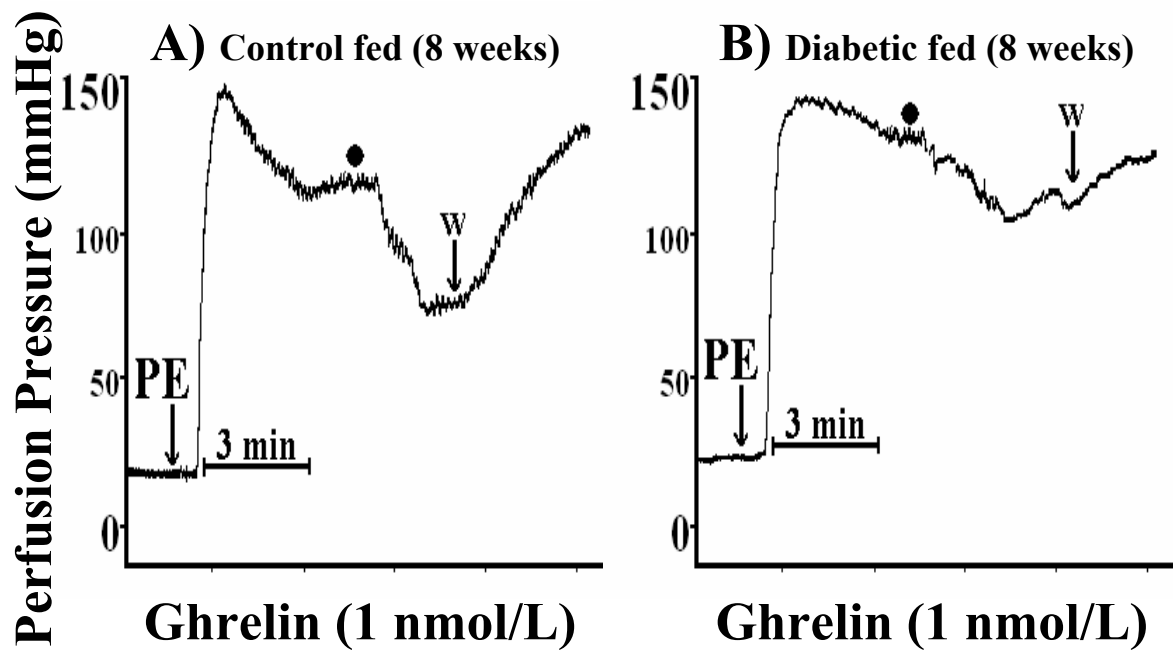 Perfusion Pressure (mmHg)
A) Control fed (8 weeks)
150
100
50
0
PE
3 min
W
Ghrelin (1 nmol/L)
B) Diabetic fed (8 weeks)
150
100
50
0
PE
3 min
W
Ghrelin (1 nmol/L)